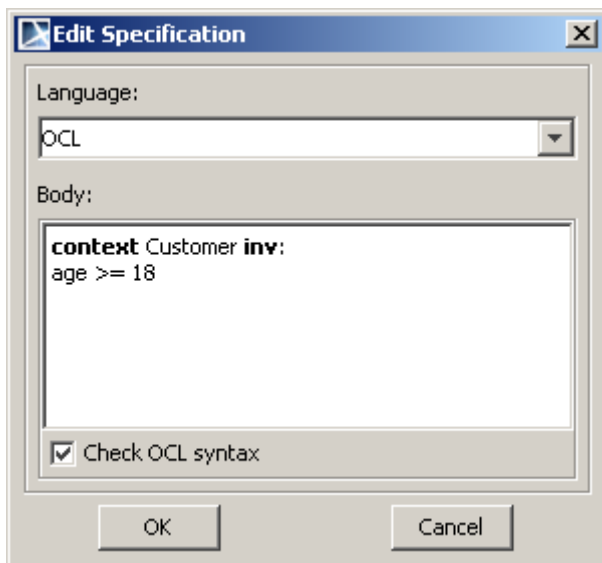 Edit Specification
Language:
OCL
Body:
context Customer inv:
age >= 18
Check OCL syntax
OK
Cancel